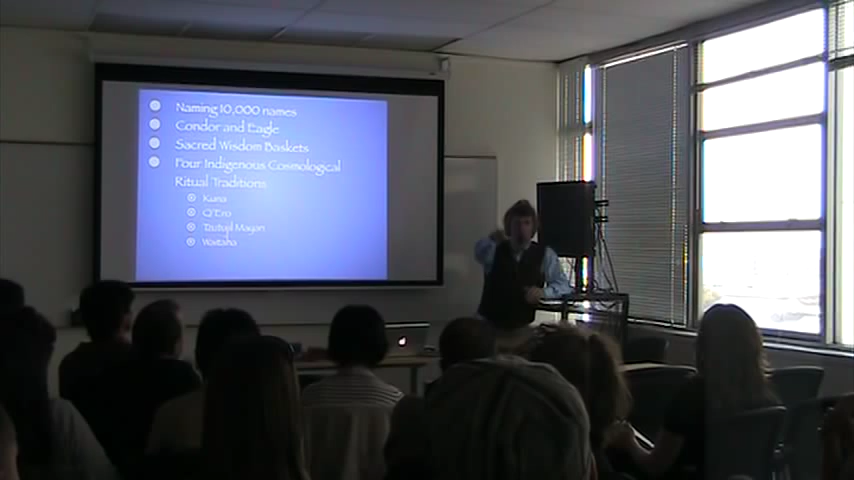 Naming 10,000 names
Condor and Eagle
Sacred Wisdom Baskets
Four Indigenous Cosmological
Ritual Traditions
Kuna
Q'Ero
Tzutujil Mayan
Waitaha